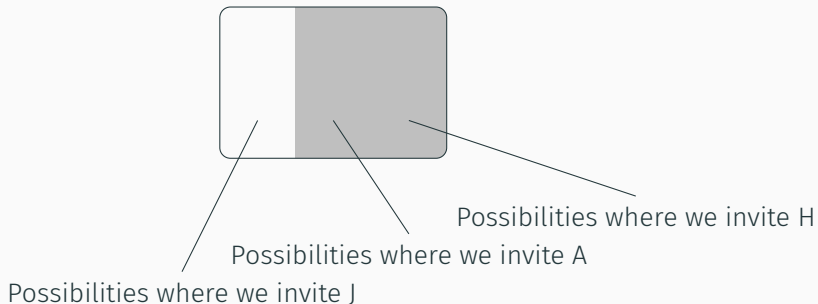 Possibilities where we invite H
Possibilities where we invite A
Possibilities where we invite J